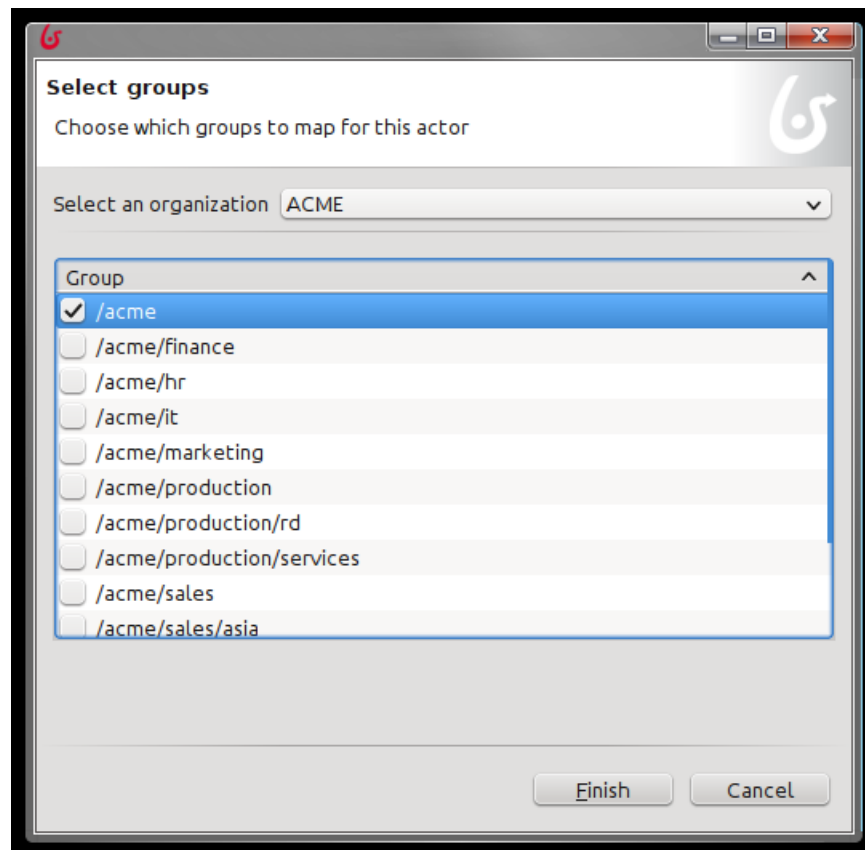 Select groups
Choose which groups to map for this actor
Select an organization ACME
Group
/acme
/acme/finance
/acme/hr
/acme/it
/acme/marketing
/acme/production
/acme/production/rd
/acme/production/services
/acme/sales
/acme/sales/asia
Finish Cancel